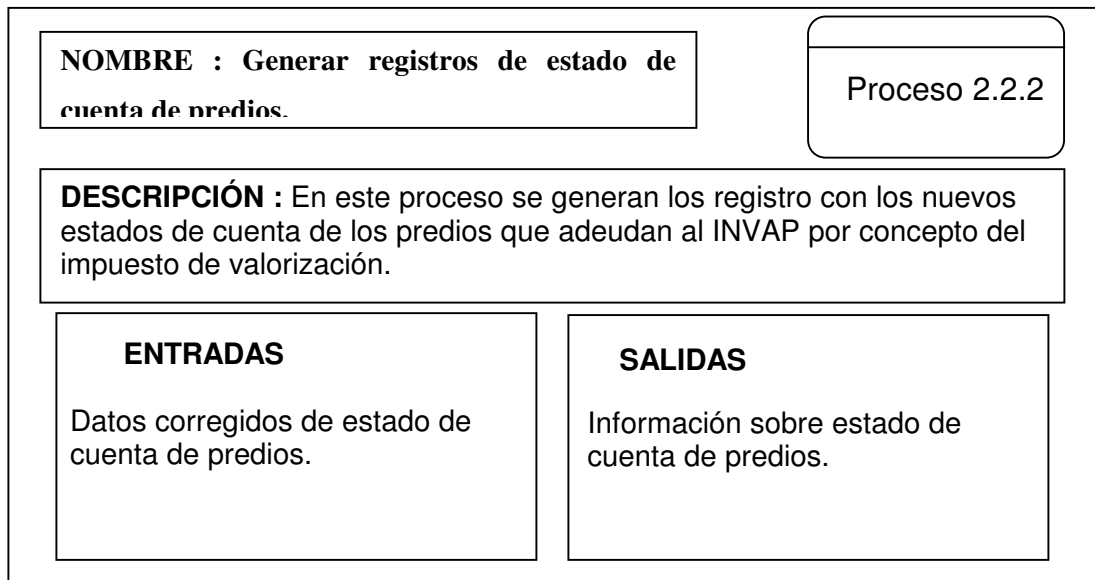 NOMBRE : Generar registros de estado de
cuenta de predios.
Proceso 2.2.2
DESCRIPCIÓN : En este proceso se generan los registro con los nuevos
estados de cuenta de los predios que adeudan al INVAP por concepto del
impuesto de valorización.
ENTRADAS
Datos corregidos de estado de
cuenta de predios.
SALIDAS
Información sobre estado de
cuenta de predios.